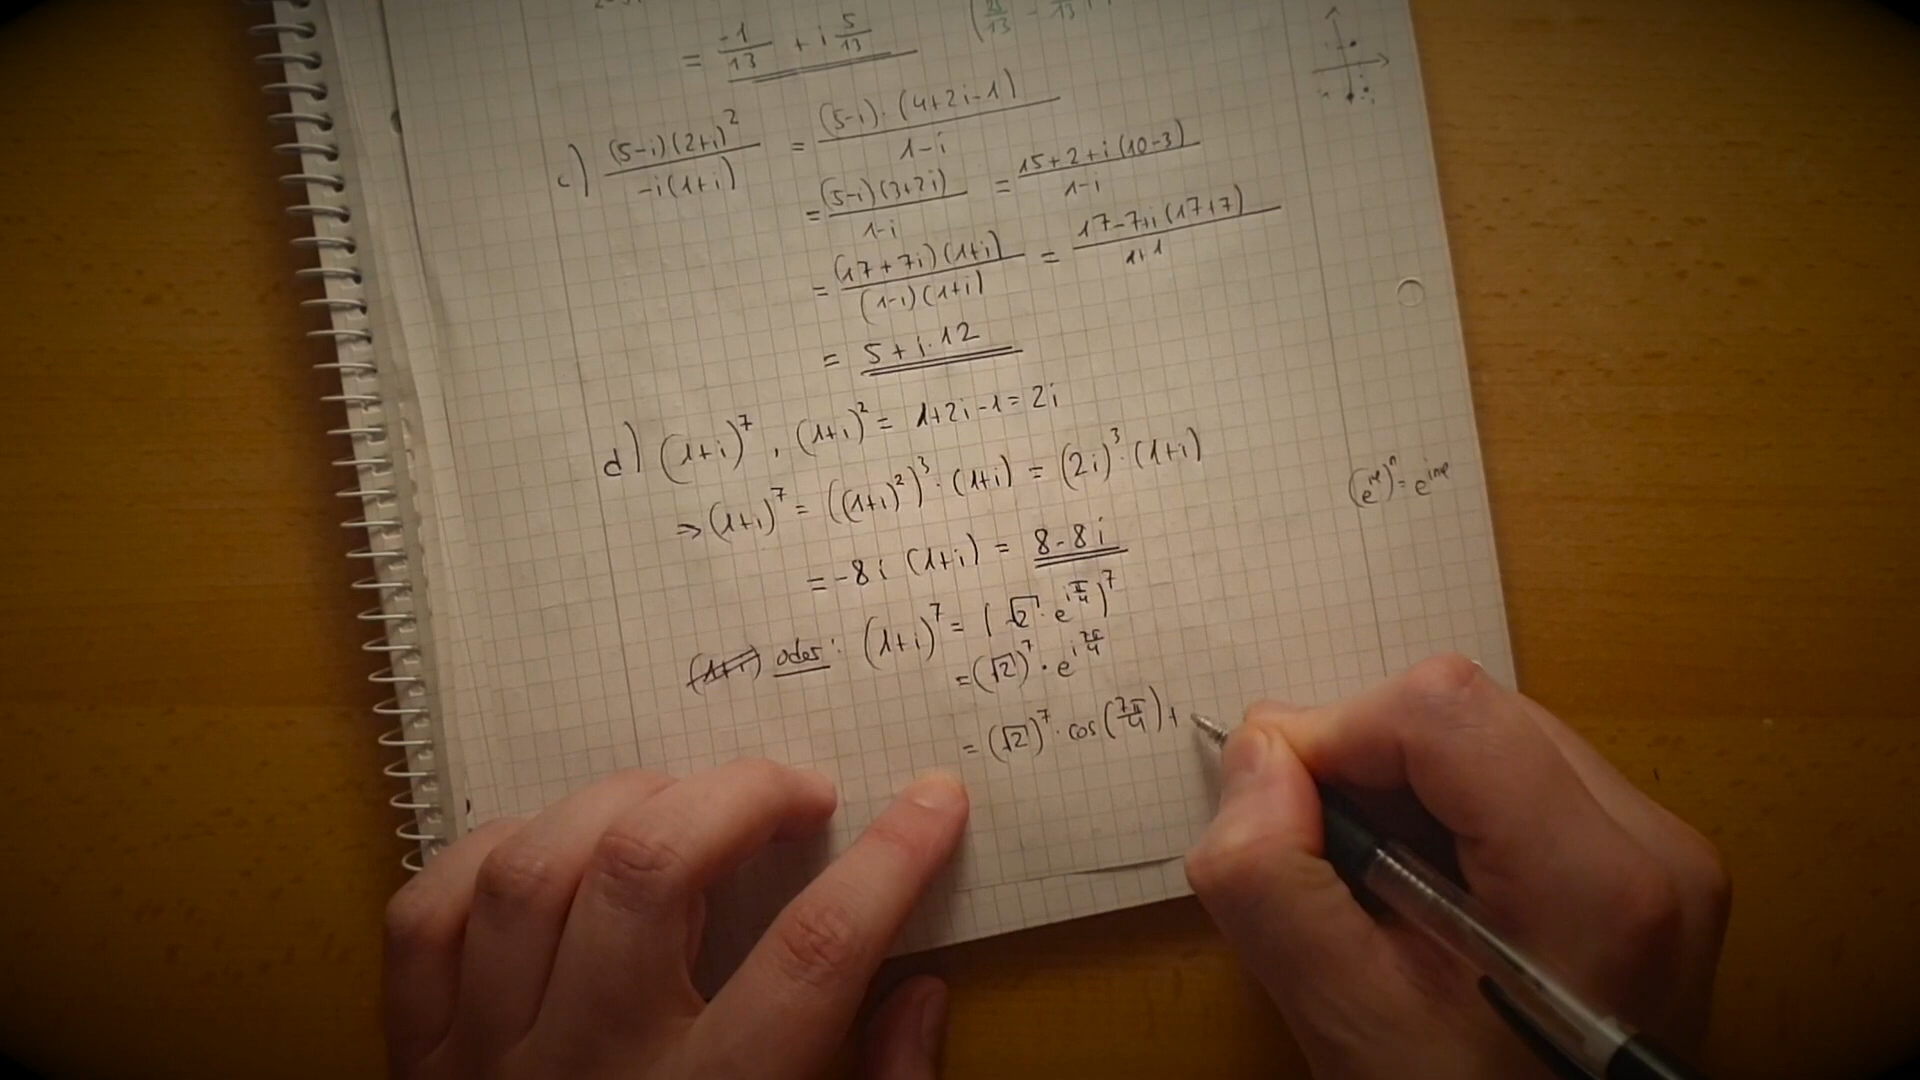 = -1/13 + i 5/13
c) (5-i)(2+i)² / -i(1+i) = (5-i)·(4+2i-1) / 1-i
= (5-i)(3+2i) / 1-i = 15+2+i(10-3) / 1-i
= (17+7i)(1+i) / (1-i)(1+i) = 17-7+i(17+7) / 1+1
= 5+i·12
d) (1+i)⁷, (1+i)² = 1+2i-1 = 2i
⇒ (1+i)⁷ = ((1+i)²)³·(1+i) = (2i)³·(1+i)
(e^iφ)ⁿ = e^inφ
= -8i (1+i) = 8-8i
(1+i) oder: (1+i)⁷ = (√2·e^(i π/4))⁷
= (√2)⁷·e^(i 7π/4)
= (√2)⁷·cos(7π/4)+